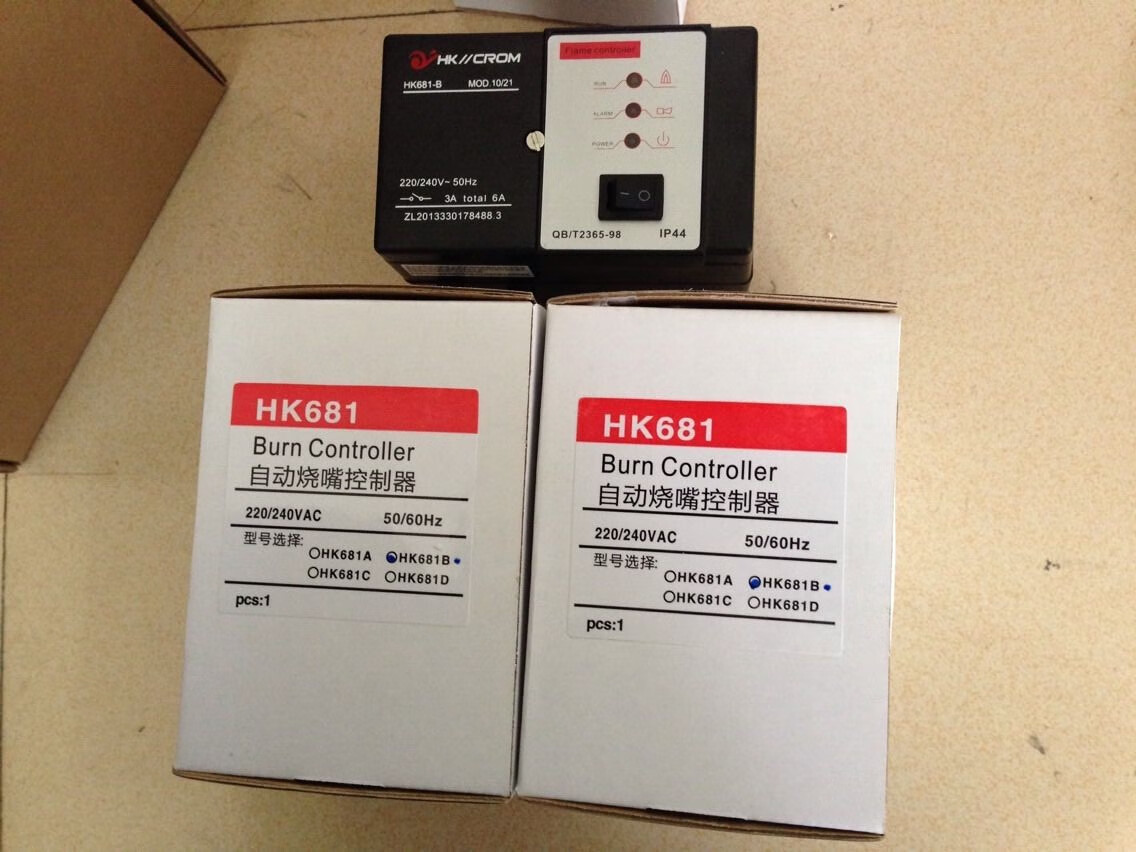 HK//CROM
HK681-B MOD.10/21
220/240V~ 50Hz
3A total 6A
ZL2013330178488.3
Flame controller
ALARM
POWER
QB/T2365-98 IP44
HK681
Burn Controller
自动烧嘴控制器
220/240VAC 50/60Hz
型号选择:
HK681A HK681B
HK681C HK681D
pcs:1
HK681
Burn Controller
自动烧嘴控制器
220/240VAC 50/60Hz
型号选择:
HK681A HK681B
HK681C HK681D
pcs:1